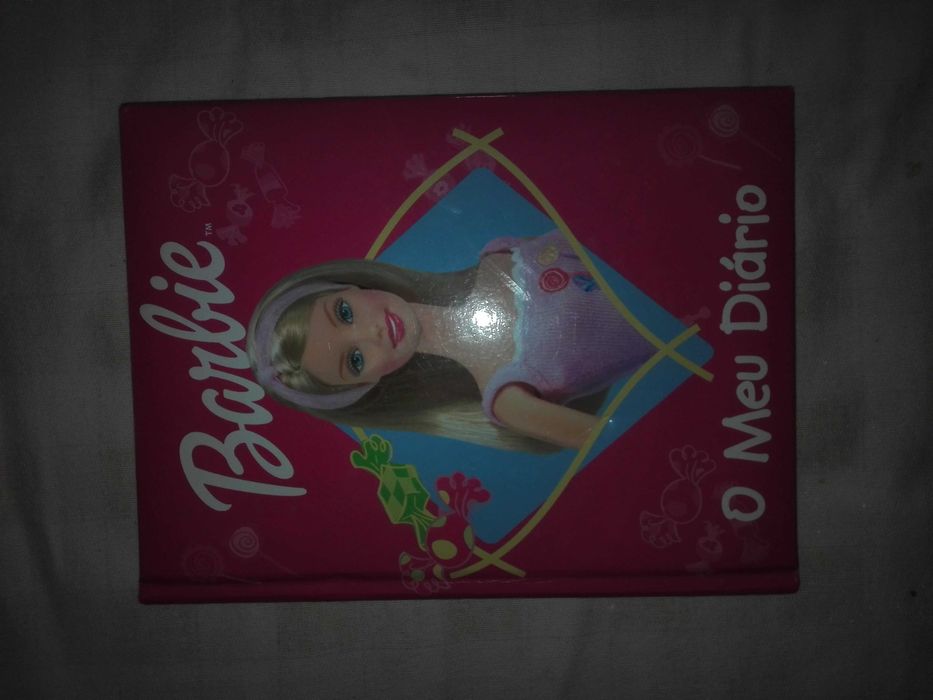 Barbie™
O Meu Diário